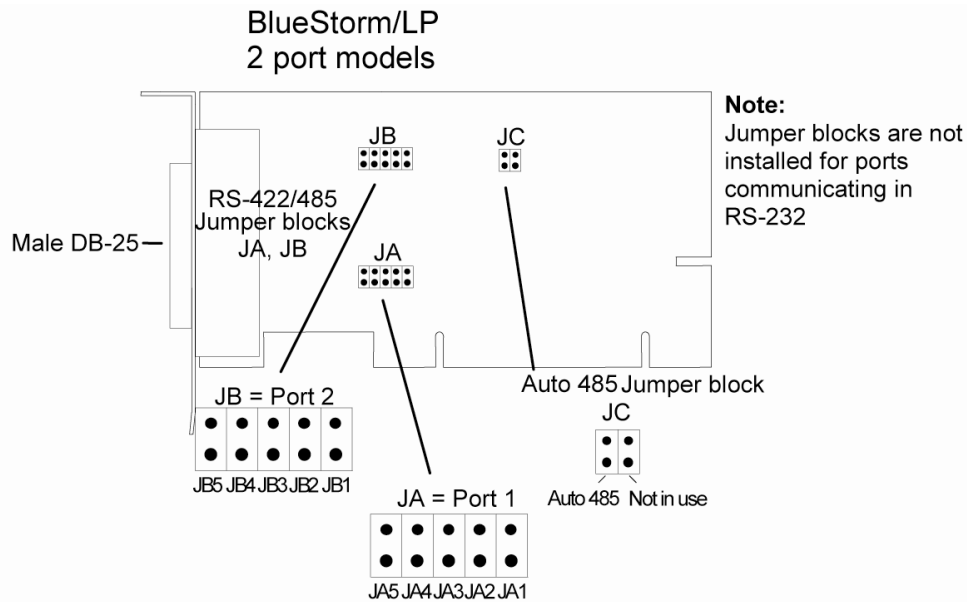 BlueStorm/LP
2 port models
Note:
Jumper blocks are not
installed for ports
communicating in
RS-232
JB
JC
RS-422/485
Jumper blocks
JA, JB
Male DB-25
JA
Auto 485 Jumper block
JB = Port 2
JC
JB5 JB4 JB3 JB2 JB1
Auto 485 Not in use
JA = Port 1
JA5 JA4 JA3 JA2 JA1